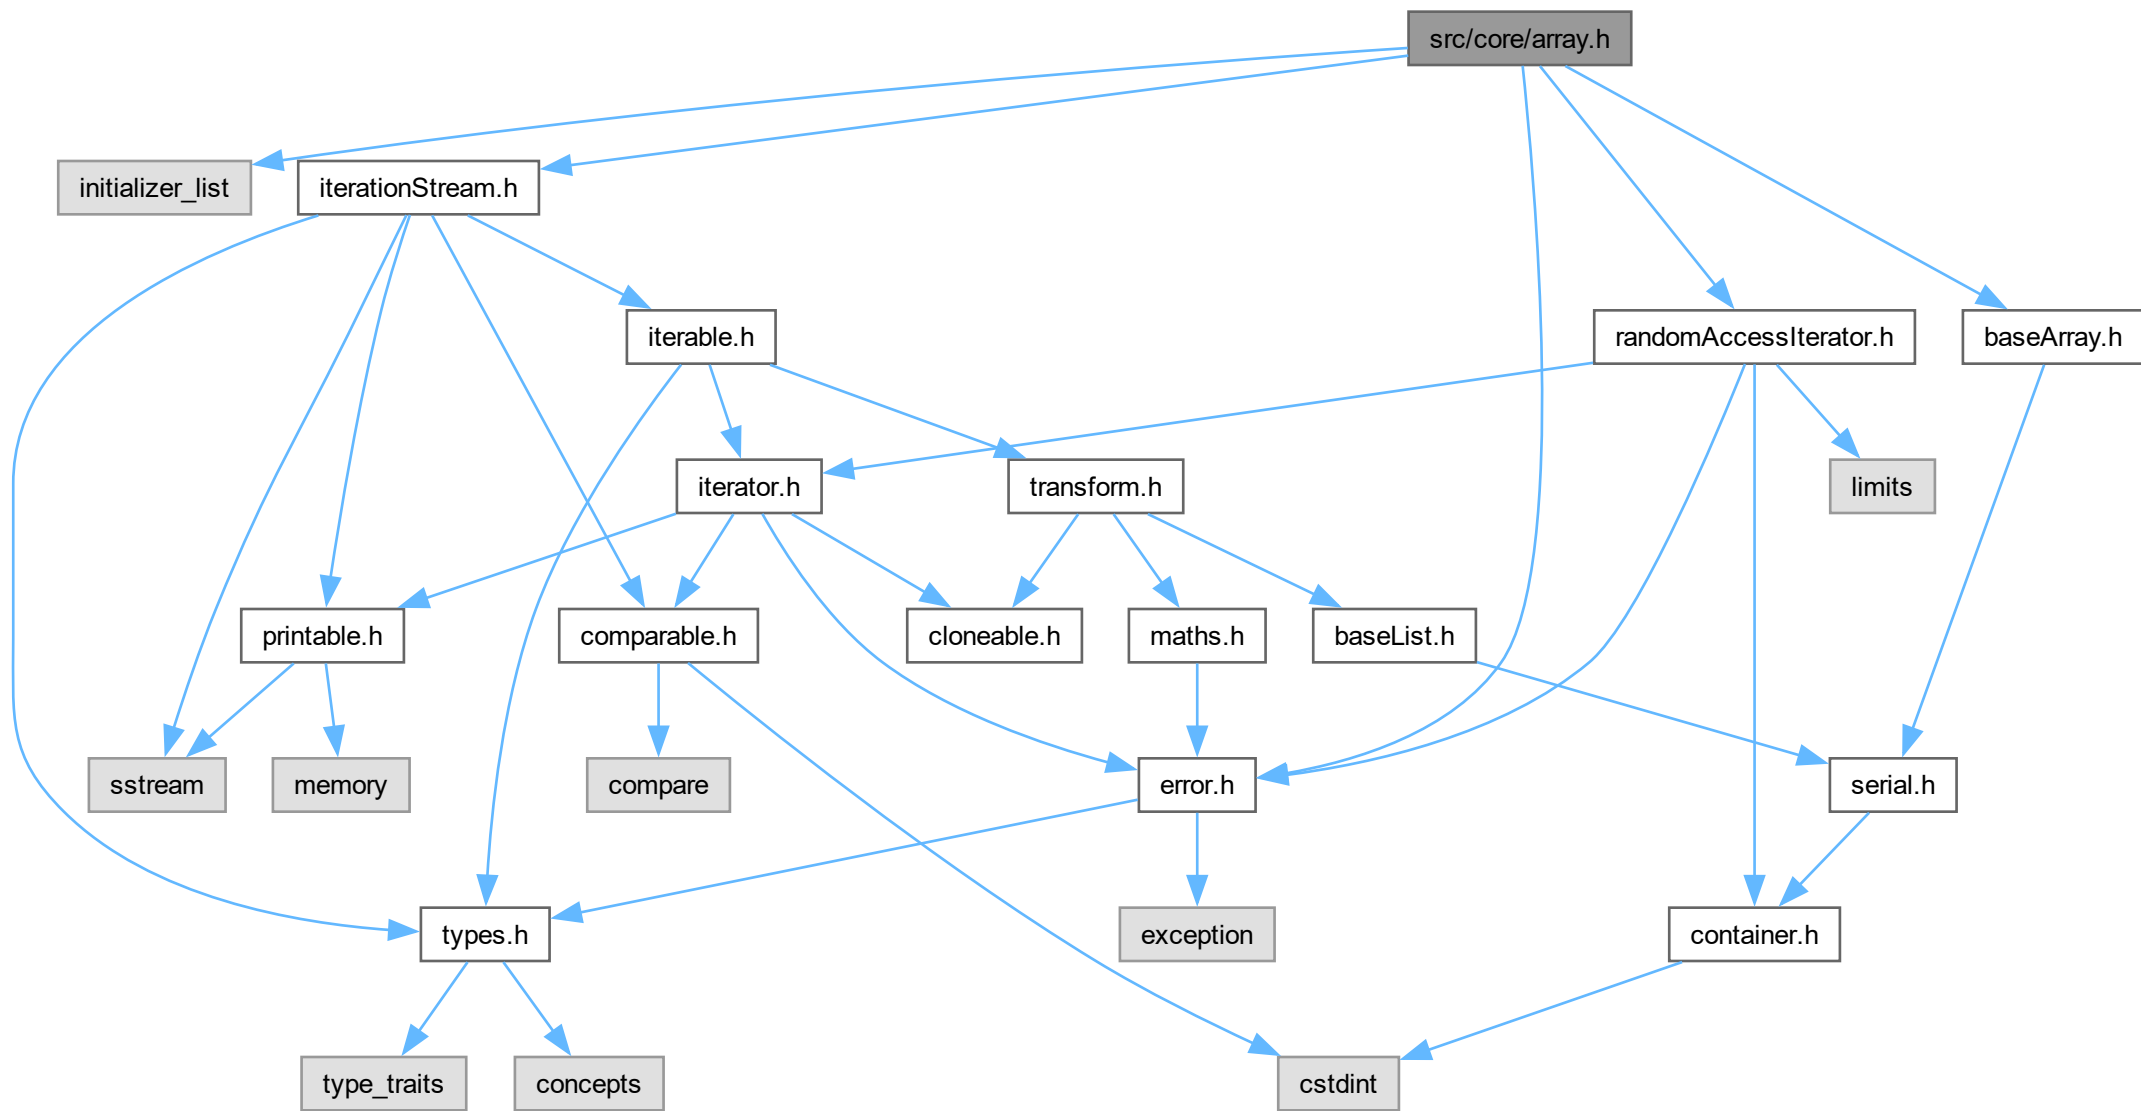 src/core/array.h
initializer_list
iterationStream.h
iterable.h
randomAccessIterator.h
baseArray.h
iterator.h
transform.h
limits
printable.h
comparable.h
cloneable.h
maths.h
baseList.h
sstream
memory
compare
error.h
serial.h
types.h
exception
container.h
type_traits
concepts
cstdint